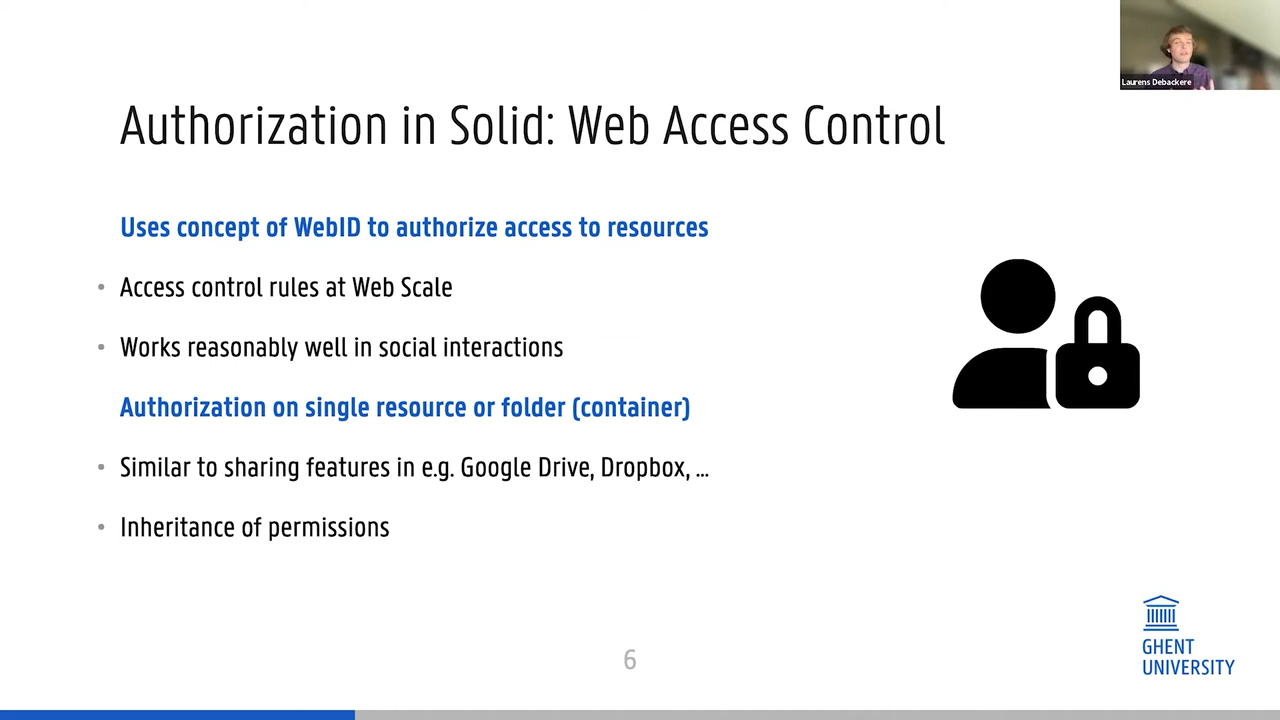 Laurens Debackere
Authorization in Solid: Web Access Control
Uses concept of WebID to authorize access to resources
• Access control rules at Web Scale
• Works reasonably well in social interactions
Authorization on single resource or folder (container)
• Similar to sharing features in e.g. Google Drive, Dropbox, ...
• Inheritance of permissions
6
GHENT
UNIVERSITY